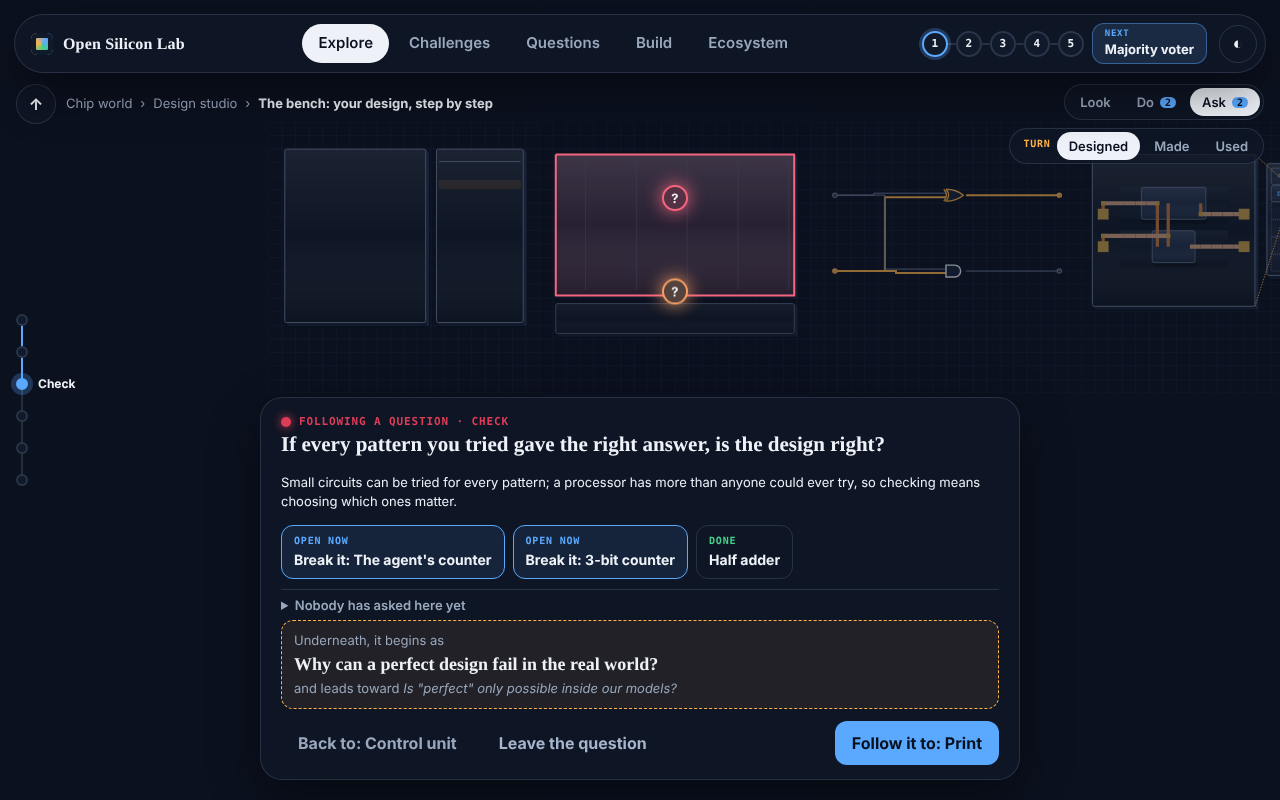 Open Silicon Lab
Explore
Challenges
Questions
Build
Ecosystem
1
2
3
4
5
NEXT
Majority voter
Chip world › Design studio › The bench: your design, step by step
Look
Do 2
Ask 2
TURN
Designed
Made
Used
?
?
Check
FOLLOWING A QUESTION · CHECK
If every pattern you tried gave the right answer, is the design right?
Small circuits can be tried for every pattern; a processor has more than anyone could ever try, so checking means
choosing which ones matter.
OPEN NOW
Break it: The agent's counter
OPEN NOW
Break it: 3-bit counter
DONE
Half adder
Nobody has asked here yet
Underneath, it begins as
Why can a perfect design fail in the real world?
and leads toward Is "perfect" only possible inside our models?
Back to: Control unit
Leave the question
Follow it to: Print